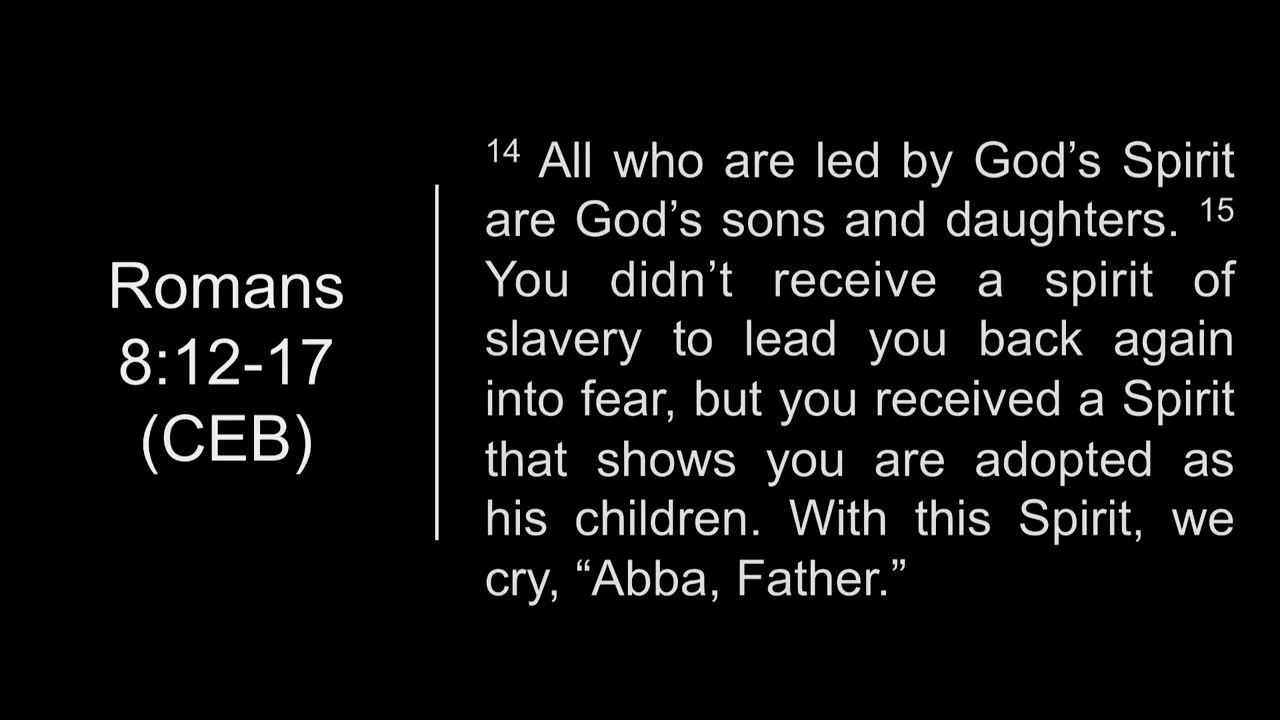 Romans
8:12-17
(CEB)
14 All who are led by God’s Spirit
are God’s sons and daughters. 15
You didn’t receive a spirit of
slavery to lead you back again
into fear, but you received a Spirit
that shows you are adopted as
his children. With this Spirit, we
cry, “Abba, Father.”